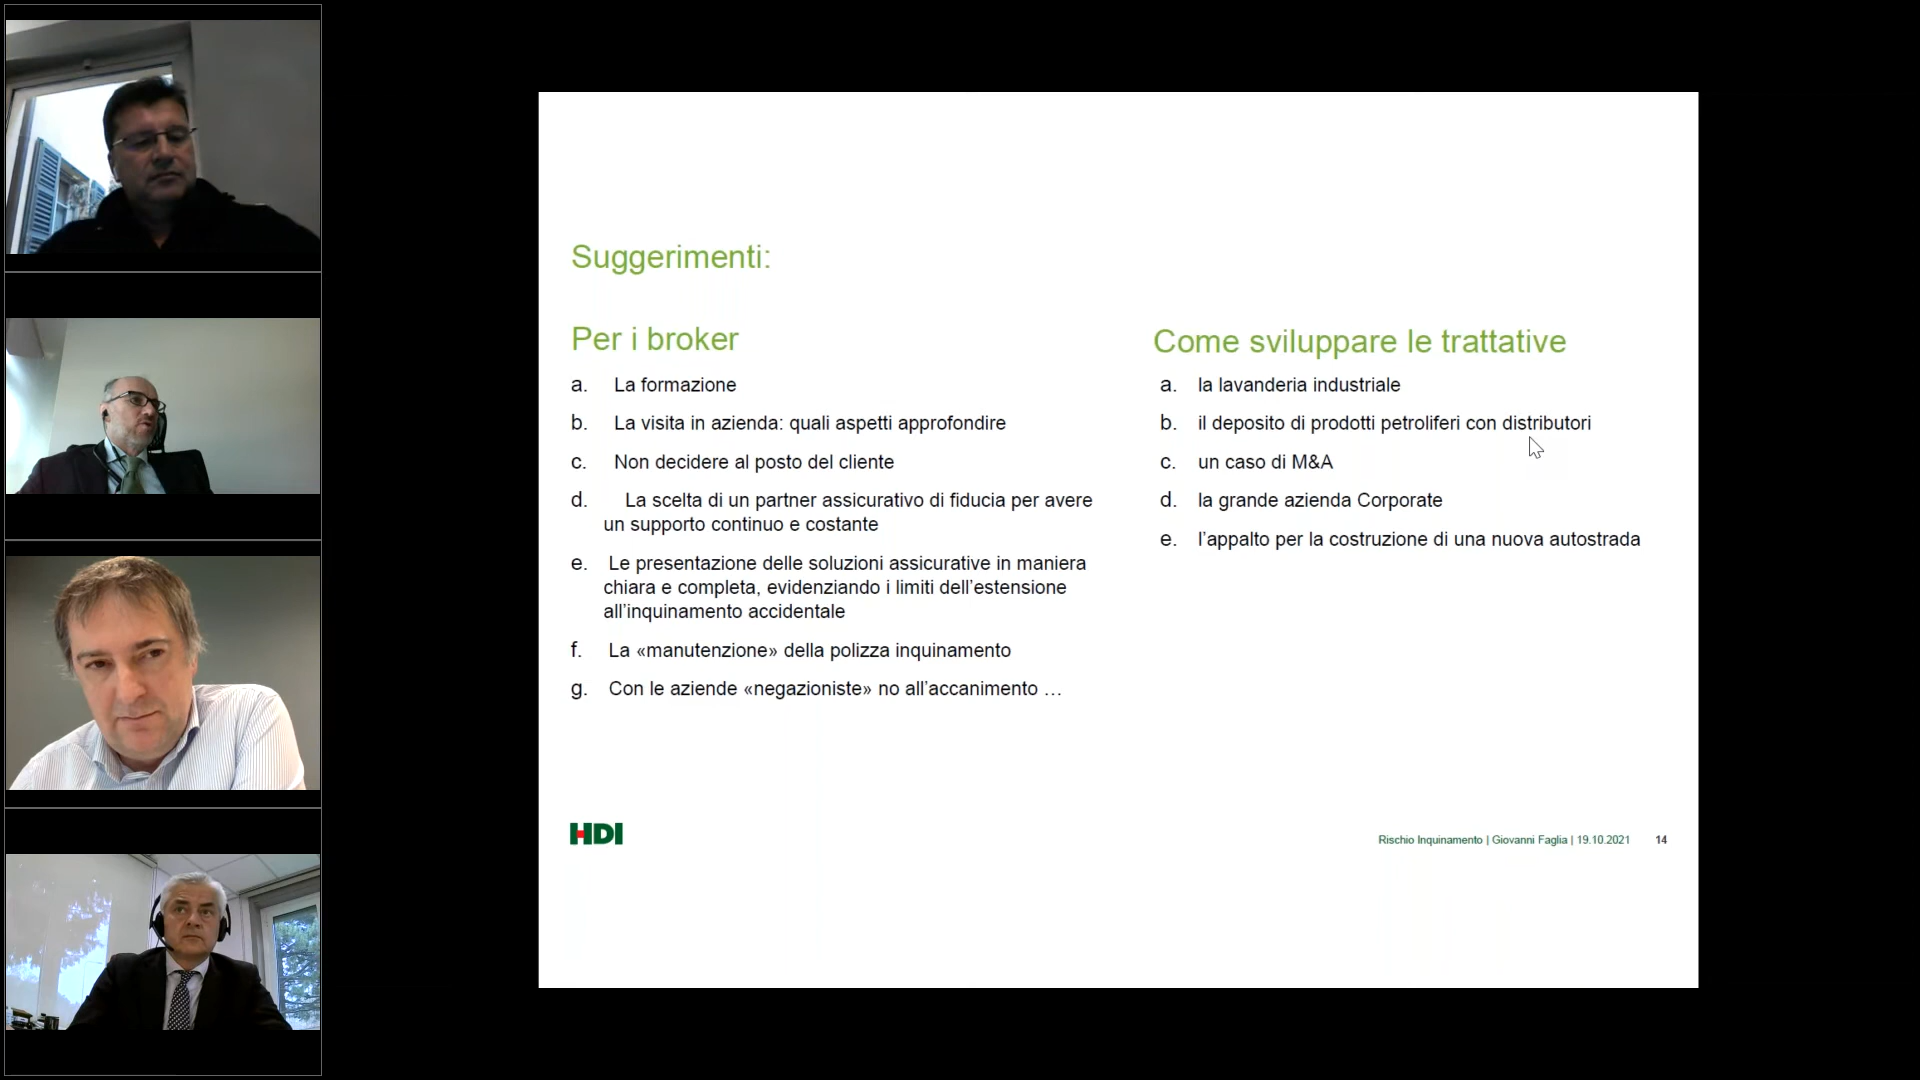 Suggerimenti:
Per i broker
a. La formazione
b. La visita in azienda: quali aspetti approfondire
c. Non decidere al posto del cliente
d. La scelta di un partner assicurativo di fiducia per avere
un supporto continuo e costante
e. Le presentazione delle soluzioni assicurative in maniera
chiara e completa, evidenziando i limiti dell'estensione
all'inquinamento accidentale
f. La «manutenzione» della polizza inquinamento
g. Con le aziende «negazioniste» no all'accanimento …
Come sviluppare le trattative
a. la lavanderia industriale
b. il deposito di prodotti petroliferi con distributori
c. un caso di M&A
d. la grande azienda Corporate
e. l'appalto per la costruzione di una nuova autostrada
HDI
Rischio Inquinamento | Giovanni Faglia | 19.10.2021 14